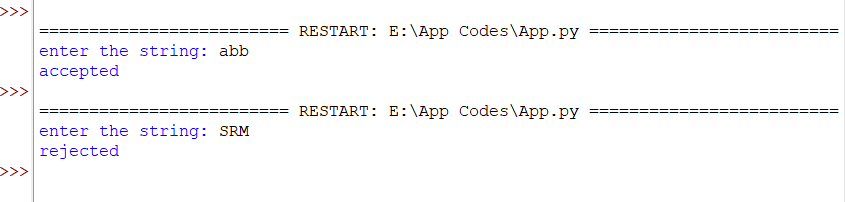 >>>
========================= RESTART: E:\App Codes\App.py =========================
enter the string: abb
accepted
>>>
========================= RESTART: E:\App Codes\App.py =========================
enter the string: SRM
rejected
>>>